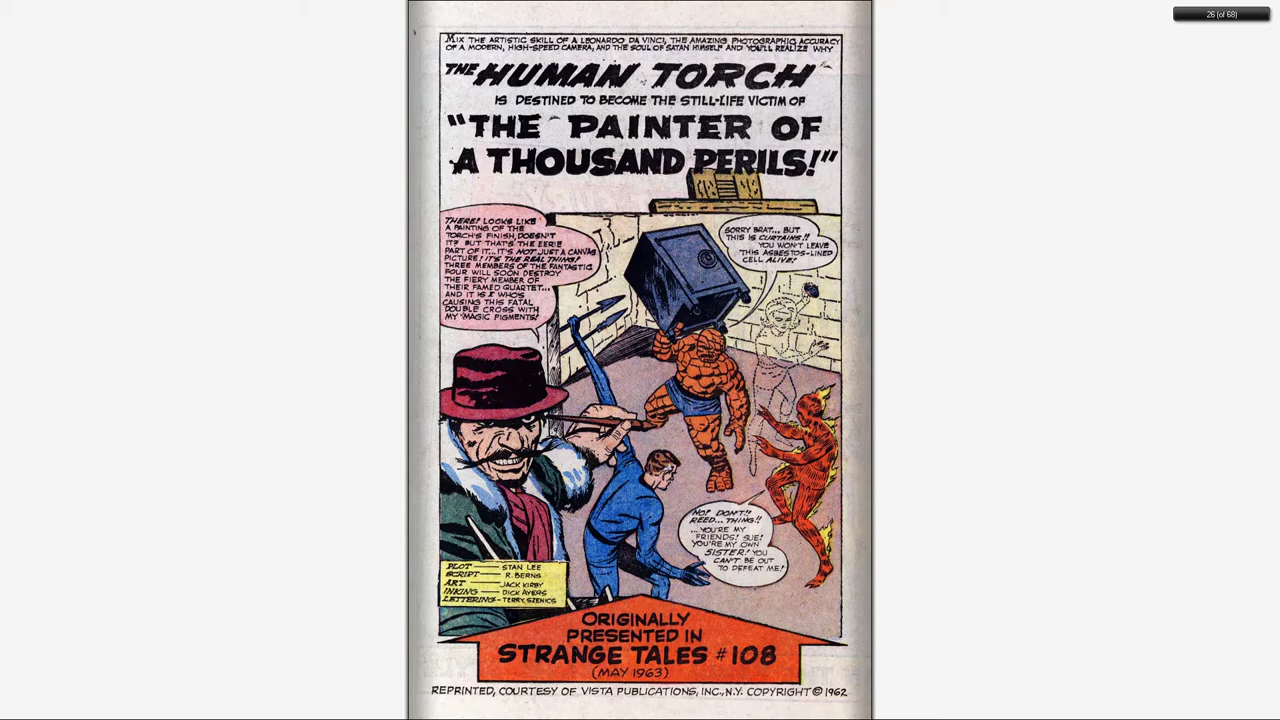 26 (of 68)
MIX THE ARTISTIC SKILL OF A LEONARDO DA VINCI, THE AMAZING PHOTOGRAPHIC ACCURACY
OF A MODERN, HIGH-SPEED CAMERA, AND THE SOUL OF SATAN HIMSELF AND YOU'LL REALIZE WHY
THE HUMAN TORCH
IS DESTINED TO BECOME THE STILL-LIFE VICTIM OF
"THE PAINTER OF
A THOUSAND PERILS!"
THERE! LOOKS LIKE
A PAINTING OF THE
TORCH'S FINISH, DOESN'T
IT? BUT THAT'S THE EERIE
PART OF IT... IT'S NOT JUST A CANVAS
PICTURE! IT'S THE REAL THING!
THREE MEMBERS OF THE FANTASTIC
FOUR WILL SOON DESTROY
THE FIERY MEMBER OF
THEIR FAMED QUARTET...
AND IT IS I WHO'S
CAUSING THIS FATAL
DOUBLE CROSS WITH
MY MAGIC PIGMENTS!
SORRY BRAT... BUT
THIS IS CURTAINS!!
YOU WON'T LEAVE
THIS ASBESTOS-LINED
CELL ALIVE!
NO! DON'T!!
REED... THING!!
...YOU'RE MY
FRIENDS! SUE!
YOU'RE MY OWN
SISTER! YOU
CAN'T BE OUT
TO DEFEAT ME!
PLOT — STAN LEE
SCRIPT — R. BERNS
ART — JACK KIRBY
INKING — DICK AYERS
LETTERING - TERRY SZENICS
ORIGINALLY
PRESENTED IN
STRANGE TALES #108
(MAY 1963)
REPRINTED, COURTESY OF VISTA PUBLICATIONS, INC., N.Y. COPYRIGHT © 1962